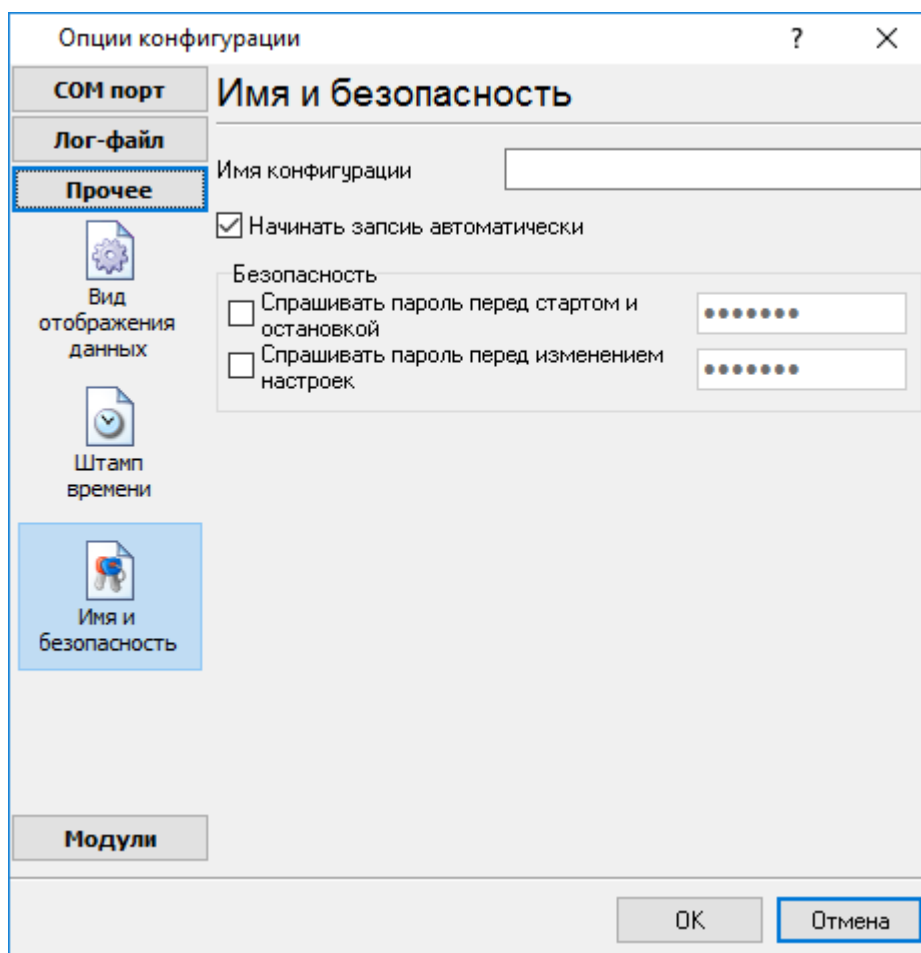 Опции конфигурации
?
COM порт
Лог-файл
Прочее
Вид
отображения
данных
Штамп
времени
Имя и
безопасность
Модули
Имя и безопасность
Имя конфигурации
Начинать запсиь автоматически
Безопасность
Спрашивать пароль перед стартом и
остановкой
Спрашивать пароль перед изменением
настроек
OK
Отмена